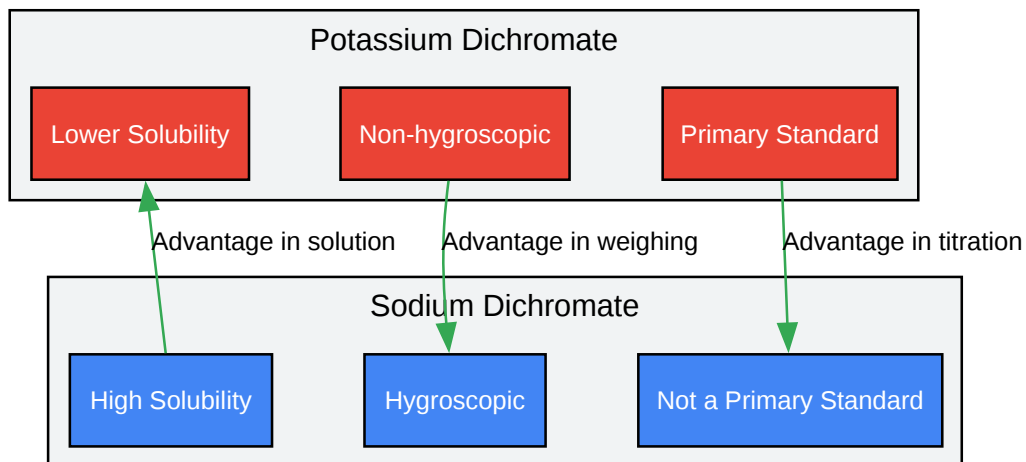 Potassium Dichromate
Lower Solubility
Non-hygroscopic
Primary Standard
Advantage in solution
Advantage in weighing
Advantage in titration
Sodium Dichromate
High Solubility
Hygroscopic
Not a Primary Standard